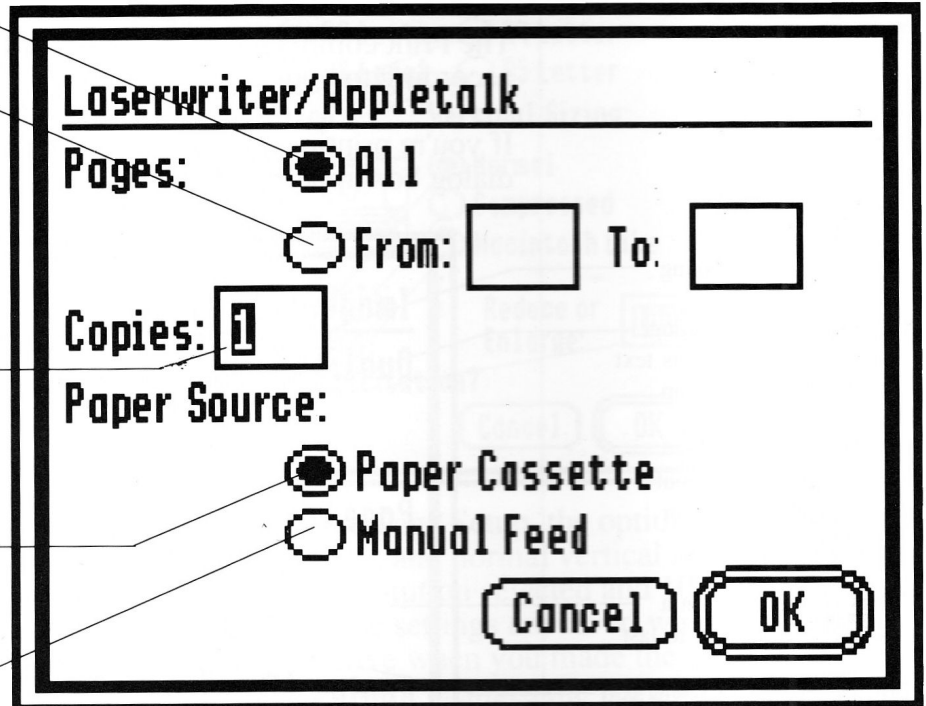 Laserwriter/Appletalk
Pages: All
From: To:
Copies: 1
Paper Source:
Paper Cassette
Manual Feed
Cancel OK